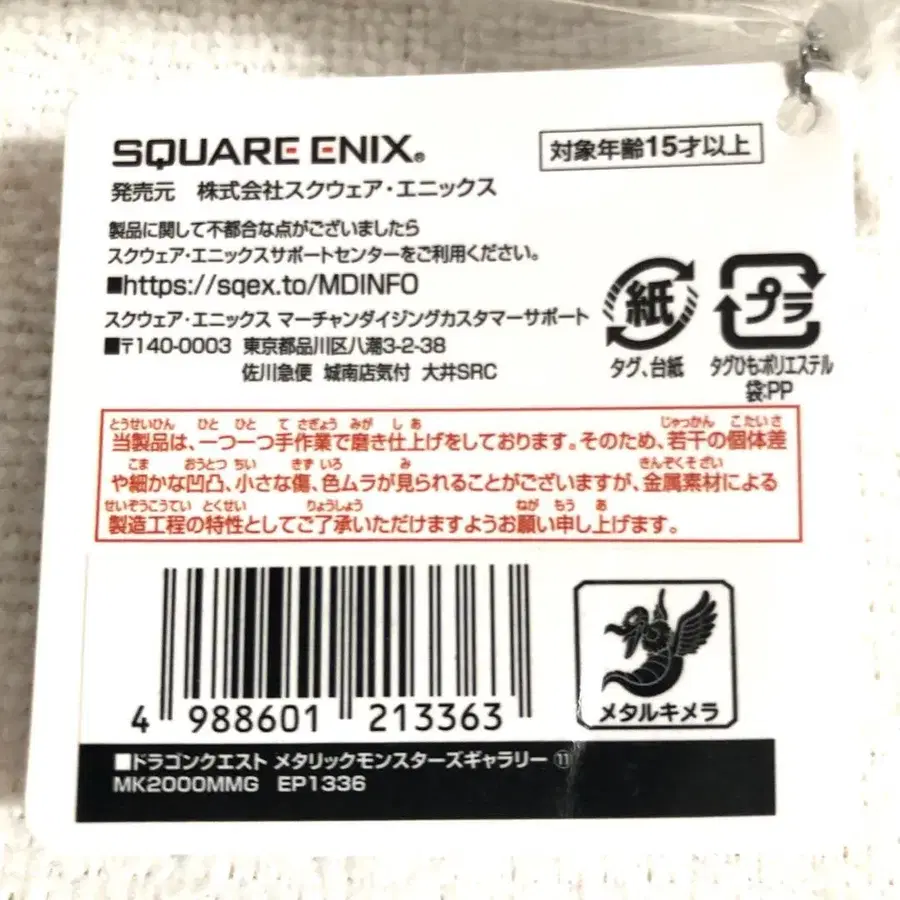 SQUARE ENIX®
対象年齢15才以上
発売元 株式会社スクウェア・エニックス
製品に関して不都合な点がございましたら
スクウェア・エニックスサポートセンターをご利用ください。
■https://sqex.to/MDINFO
スクウェア・エニックス マーチャンダイジングカスタマーサポート
■〒140-0003 東京都品川区八潮3-2-38
佐川急便 城南店気付 大井SRC
紙
タグ、台紙
プラ
タグひも:ポリエステル
袋:PP
とうせいひん ひと ひと て さぎょう みが し あ じゃっかん こたいさ
当製品は、一つ一つ手作業で磨き仕上げをしております。そのため、若干の個体差
こま おうとつ ちい きず いろ み きんぞくそざい
や細かな凹凸、小さな傷、色ムラが見られることがございますが、金属素材による
せいぞうこうてい とくせい りょうしょう ねが もう あ
製造工程の特性としてご了承いただけますようお願い申し上げます。
4 988601 213363
メタルキメラ
■ドラゴンクエスト メタリックモンスターズギャラリー ⑪
MK2000MMG EP1336